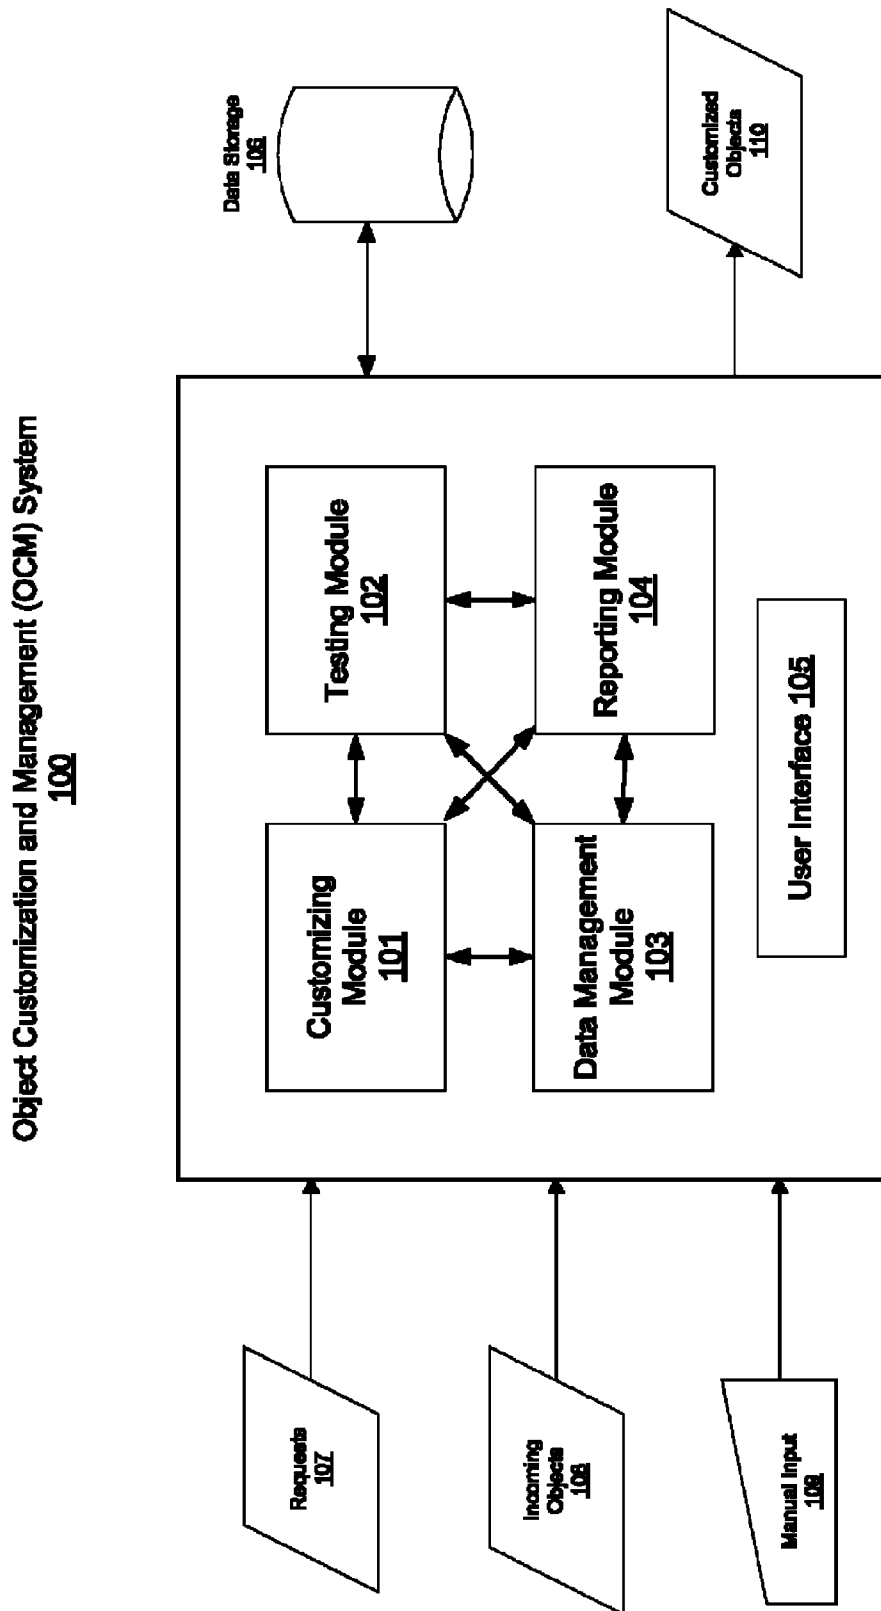 Object Customization and Management (OCM) System
100
Requests
107
Incoming
Objects
108
Manual Input
109
Customizing
Module
101
Testing Module
102
Data Management
Module
103
Reporting Module
104
User Interface 105
Data Storage
106
Customized
Objects
110